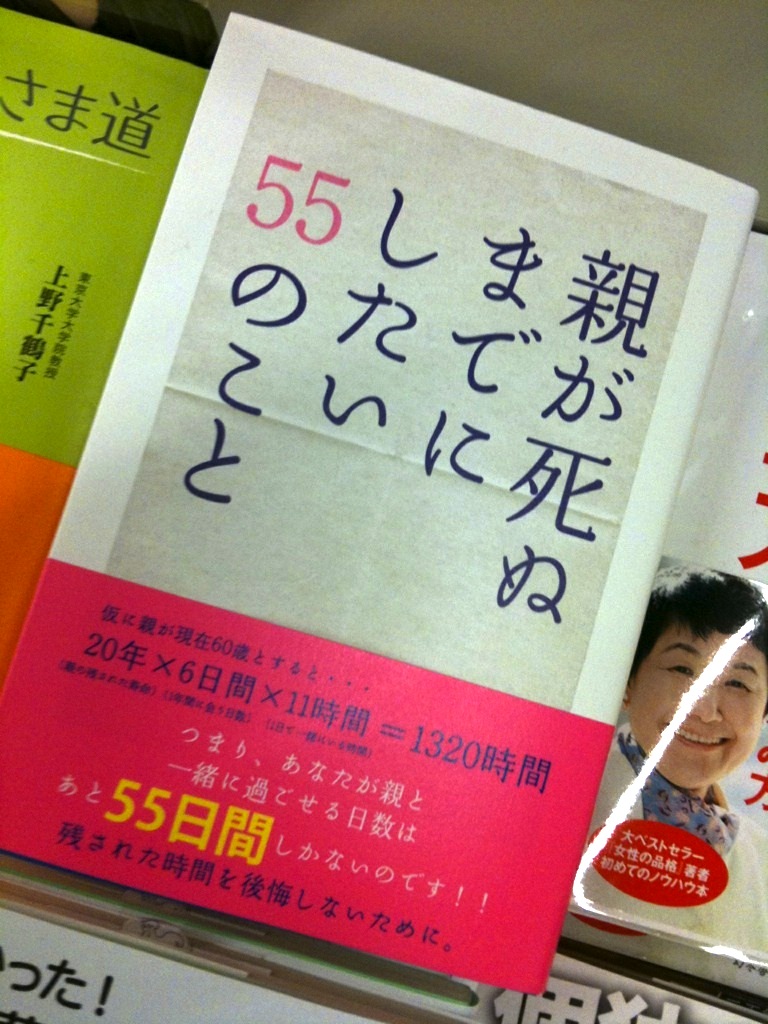 親が死ぬ
までに
したい
55
のこと
仮に親が現在60歳とすると・・・
20年×6日間×11時間=1320時間
(親の残された寿命) (1年間に会う日数) (1日で一緒にいる時間)
つまり、あなたが親と
一緒に過ごせる日数は
あと55日間しかないのです!!
残された時間を後悔しないために。
さま道
東京大学大学院教授
上野千鶴子
大ベストセラー
『女性の品格』著者
初めてのノウハウ本
った!